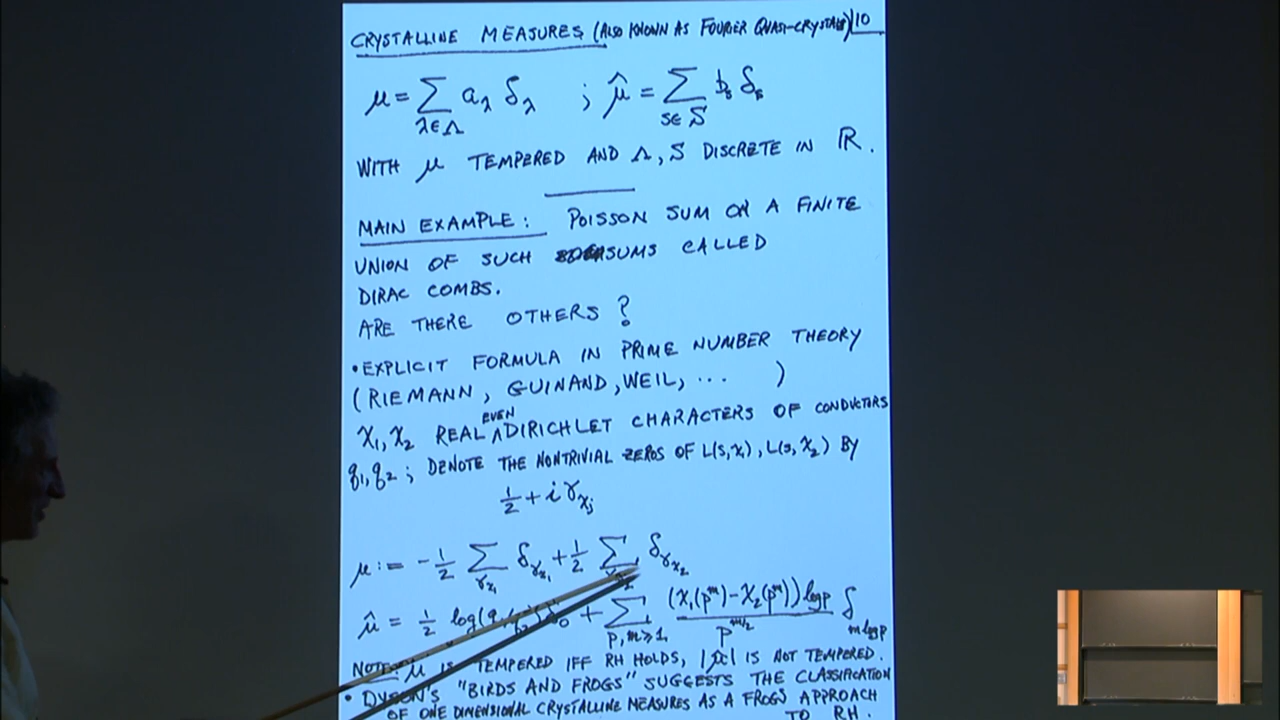 CRYSTALLINE MEASURES (ALSO KNOWN AS FOURIER QUASI-CRYSTALS) 10
μ = ∑_{λ∈Λ} a_λ δ_λ ; μ̂ = ∑_{s∈S} b_s δ_s
WITH μ TEMPERED AND Λ, S DISCRETE IN ℝ.
MAIN EXAMPLE: POISSON SUM OR A FINITE
UNION OF SUCH SUMS CALLED
DIRAC COMBS.
ARE THERE OTHERS?
• EXPLICIT FORMULA IN PRIME NUMBER THEORY
(RIEMANN, GUINAND, WEIL, ... )
χ₁, χ₂ REAL EVEN DIRICHLET CHARACTERS OF CONDUCTORS
q₁, q₂ ; DENOTE THE NONTRIVIAL ZEROS OF L(s,χ₁), L(s,χ₂) BY
1/2 + iγ_{χ_j}
μ := -1/2 ∑_{γ_{χ₁}} δ_{γ_{χ₁}} + 1/2 ∑ δ_{γ_{χ₂}}
μ̂ = 1/2 log(q₁/q₂)δ₀ + ∑_{p,m≥1} (χ₁(p^m) - χ₂(p^m)) log p / p^{m/2} δ_{m log p}
NOTE: μ IS TEMPERED IFF RH HOLDS, |μ̂| IS NOT TEMPERED.
• DYSON'S "BIRDS AND FROGS" SUGGESTS THE CLASSIFICATION
OF ONE DIMENSIONAL CRYSTALLINE MEASURES AS A FROGS APPROACH
TO RH.